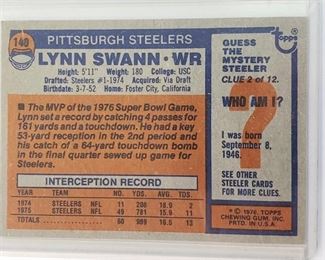 140
PITTSBURGH STEELERS
LYNN SWANN · WR
Height: 5'11" Weight: 180 College: USC
Drafted: Steelers #1-1974 Acquired: Via Draft
Birthdate: 3-7-52 Home: Foster City, California
The MVP of the 1976 Super Bowl Game,
Lynn set a record by catching 4 passes for
161 yards and a touchdown. He had a key
53-yard reception in the 2nd period and
his catch of a 64-yard touchdown bomb
in the final quarter sewed up game for
Steelers.
INTERCEPTION RECORD
YEAR TEAM NO. YARDS AVG. TD
1974 STEELERS NFL 11 208 18.9 2
1975 STEELERS NFL 49 781 15.9 11
TOTALS 60 989 16.5 13
topps
GUESS
THE
MYSTERY
STEELER
CLUE 2 of 12.
WHO AM I?
?
I was born
September 8,
1946.
SEE OTHER
STEELER CARDS
FOR MORE CLUES.
© 1976, TOPPS
CHEWING GUM, INC.
PRTD. IN U.S.A.